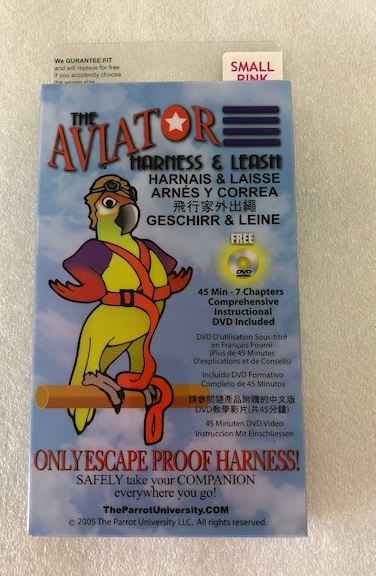 We GURANTEE FIT
and will replace for free
if you accidently choose
the wrong size
SMALL
PINK
THE
AVIATOR
HARNESS & LEASH
HARNAIS & LAISSE
ARNÉS Y CORREA
飛行家外出繩
GESCHIRR & LEINE
FREE
DVD
45 Min - 7 Chapters
Comprehensive
Instructional
DVD Included
DVD D'utilisation Sous-titré
en Français Fourni
(Plus de 45 Minutes
D'explications et de Conseils)
Incluido DVD Formativo
Completo de 45 Minutos
請參閱隨產品附贈的中文版
DVD教學影片(共45分鐘)
45 Minuten DVD Video
Instruccion Mit Einschliessen
ONLY ESCAPE PROOF HARNESS!
SAFELY take your COMPANION
everywhere you go!
TheParrotUniversity.COM
© 2005 The Parrot University LLC. All rights reserved.